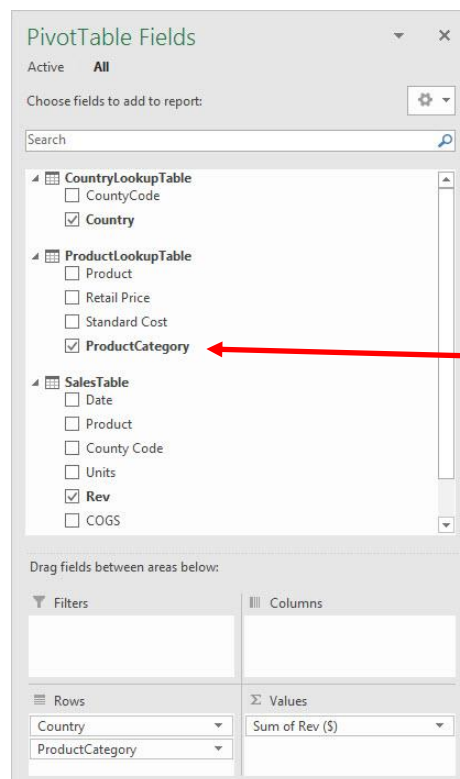 PivotTable Fields
Active All
Choose fields to add to report:
Search
CountryLookupTable
CountyCode
Country
ProductLookupTable
Product
Retail Price
Standard Cost
ProductCategory
SalesTable
Date
Product
County Code
Units
Rev
COGS
Drag fields between areas below:
Filters Columns
Rows Σ Values
Country Sum of Rev ($)
ProductCategory